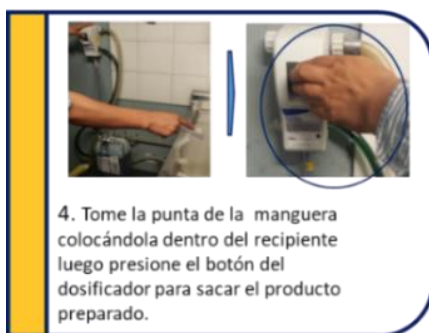 4. Tome la punta de la manguera
colocándola dentro del recipiente
luego presione el botón del
dosificador para sacar el producto
preparado.